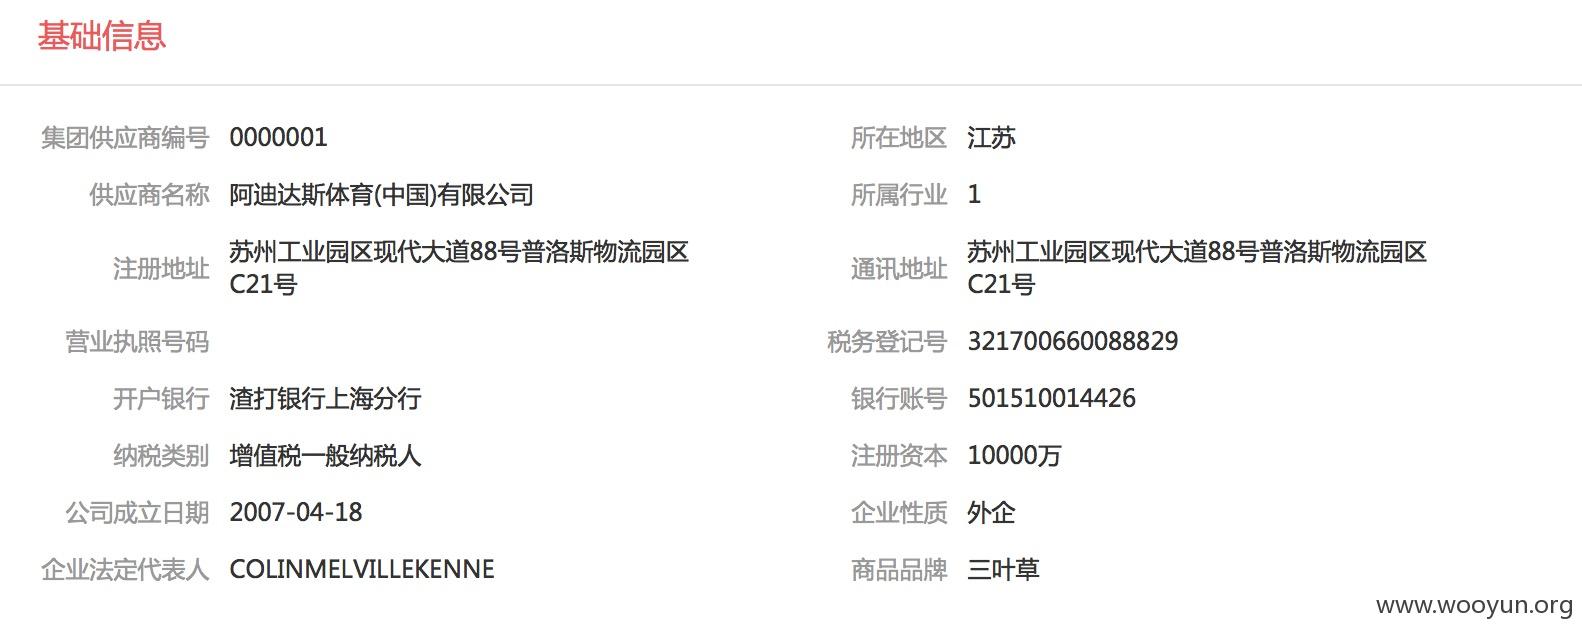 基础信息
集团供应商编号 0000001 所在地区 江苏
供应商名称 阿迪达斯体育(中国)有限公司 所属行业 1
注册地址 苏州工业园区现代大道88号普洛斯物流园区 通讯地址 苏州工业园区现代大道88号普洛斯物流园区
C21号 C21号
营业执照号码 税务登记号 321700660088829
开户银行 渣打银行上海分行 银行账号 501510014426
纳税类别 增值税一般纳税人 注册资本 10000万
公司成立日期 2007-04-18 企业性质 外企
企业法定代表人 COLINMELVILLEKENNE 商品品牌 三叶草
www.wooyun.org